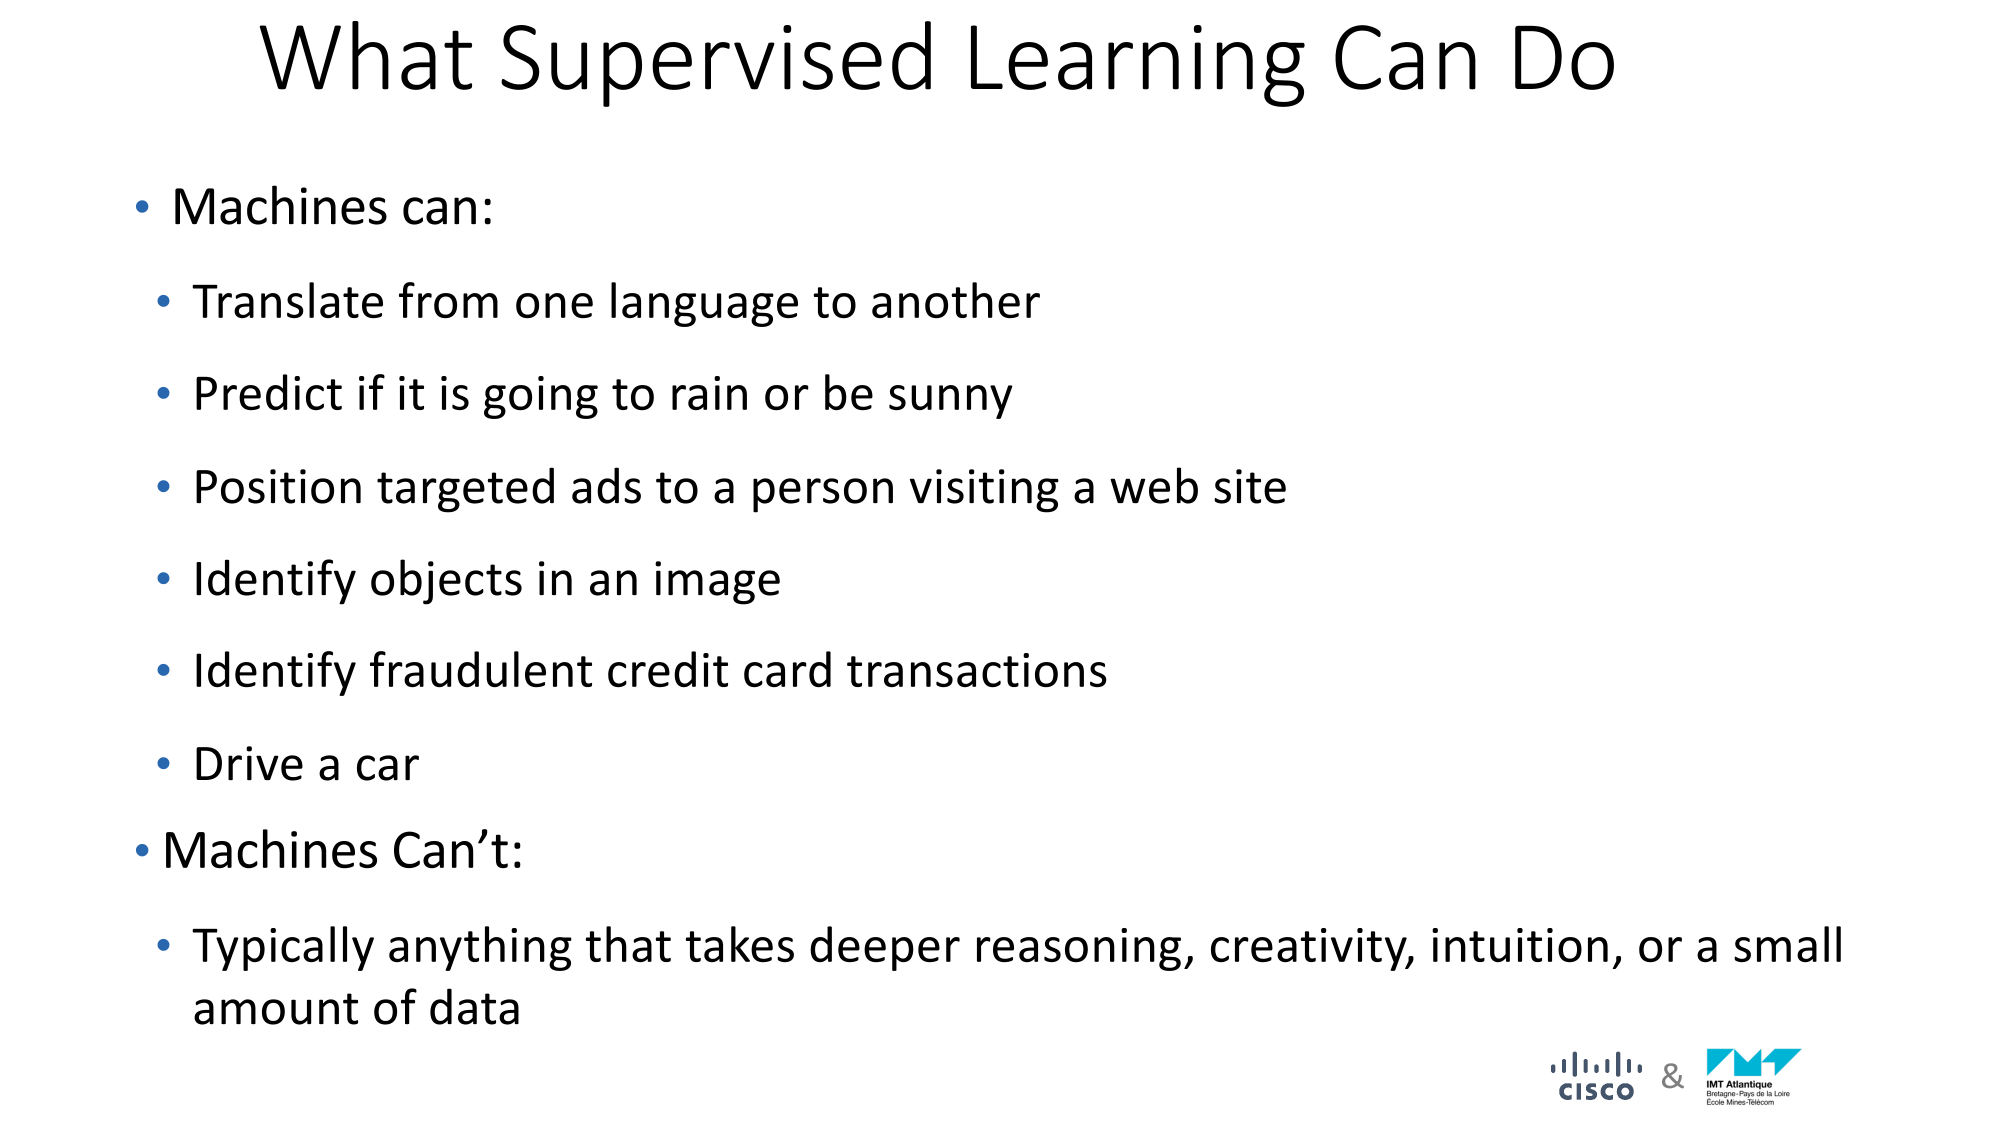 What Supervised Learning Can Do
• Machines can:
• Translate from one language to another
• Predict if it is going to rain or be sunny
• Position targeted ads to a person visiting a web site
• Identify objects in an image
• Identify fraudulent credit card transactions
• Drive a car
• Machines Can’t:
• Typically anything that takes deeper reasoning, creativity, intuition, or a small
amount of data
CISCO & IMT Atlantique
Bretagne-Pays de la Loire
École Mines-Télécom